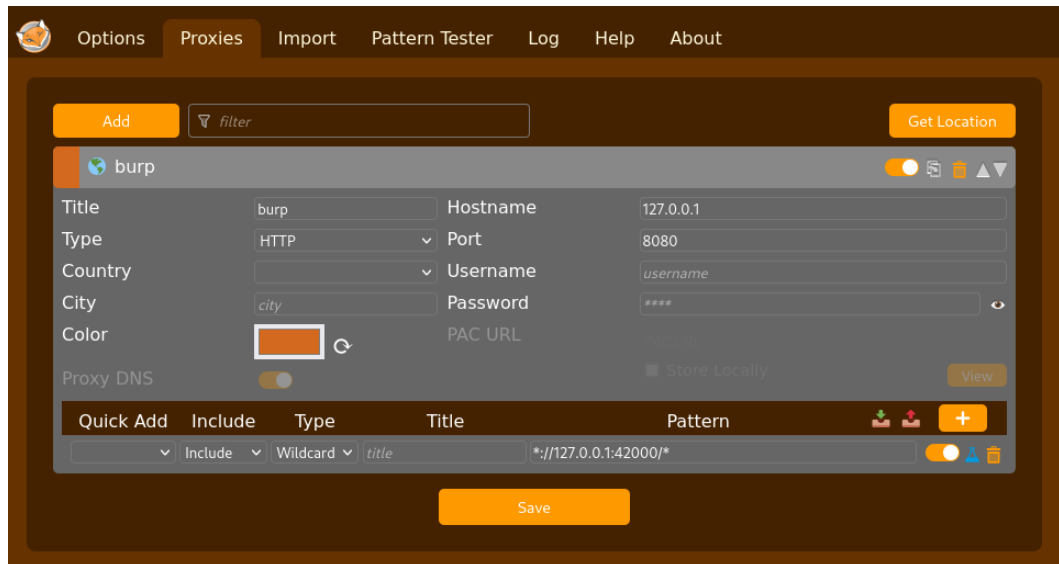 Options Proxies Import Pattern Tester Log Help About
Add filter Get Location
burp
Title burp Hostname 127.0.0.1
Type HTTP Port 8080
Country Username username
City city Password ****
Color PAC URL
Store Locally
Proxy DNS View
Quick Add Include Type Title Pattern +
Include Wildcard title *://127.0.0.1:42000/*
Save